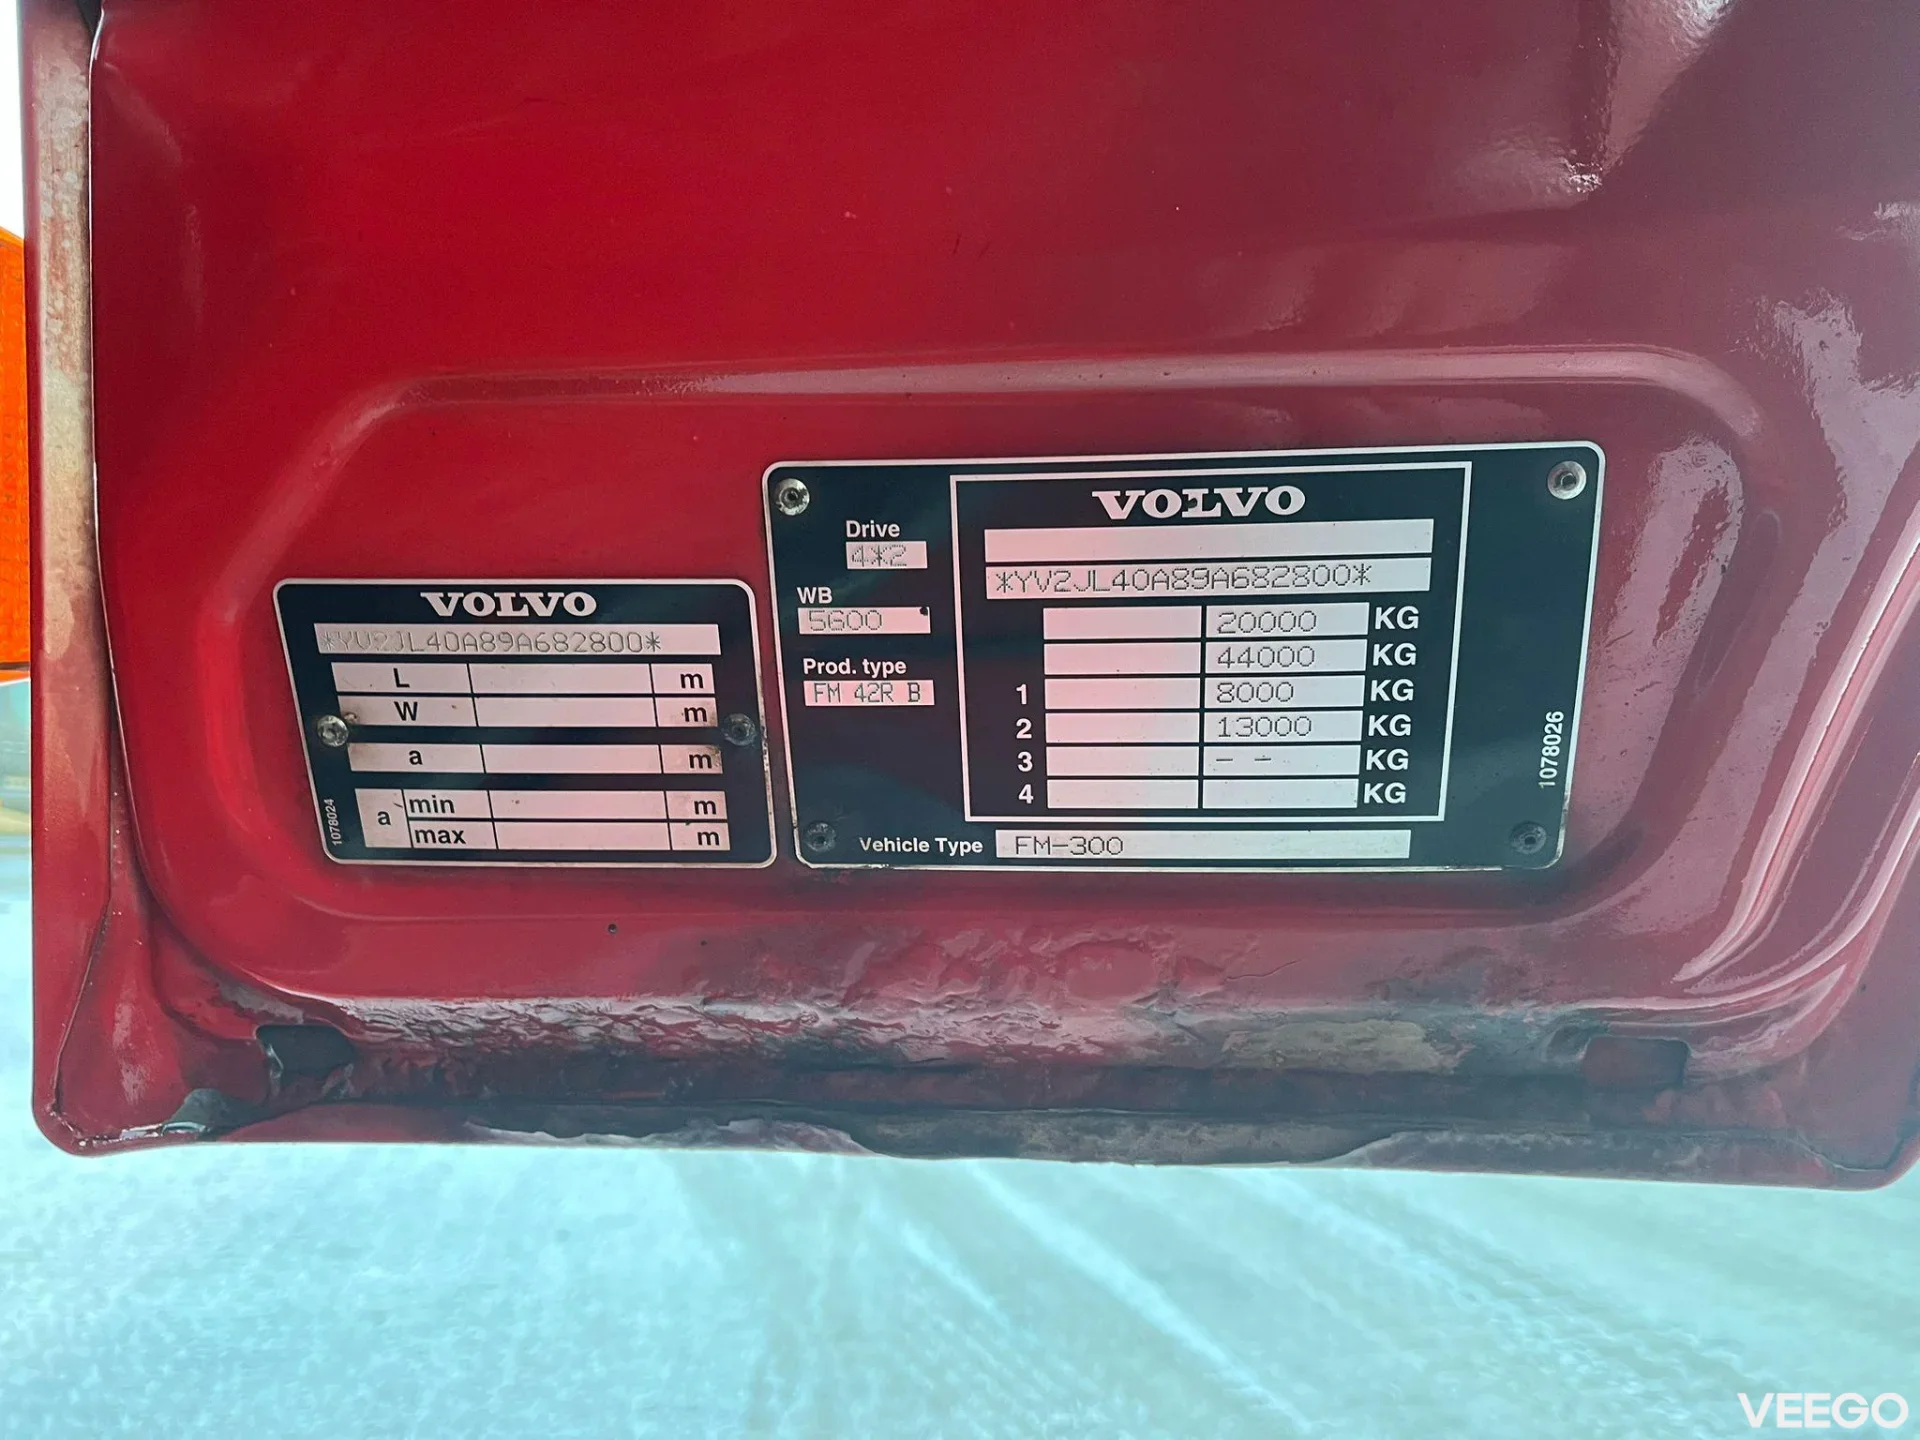 VOLVO
*YV2JL40A89A682800*
L m
W m
a m
a min m
max m
1078024
Drive
4*2
WB
5600
Prod. type
FM 42R B
VOLVO
*YV2JL40A89A682800*
20000 KG
44000 KG
1 8000 KG
2 13000 KG
3 - - KG
4 KG
Vehicle Type FM-300
1078026
VEEGO